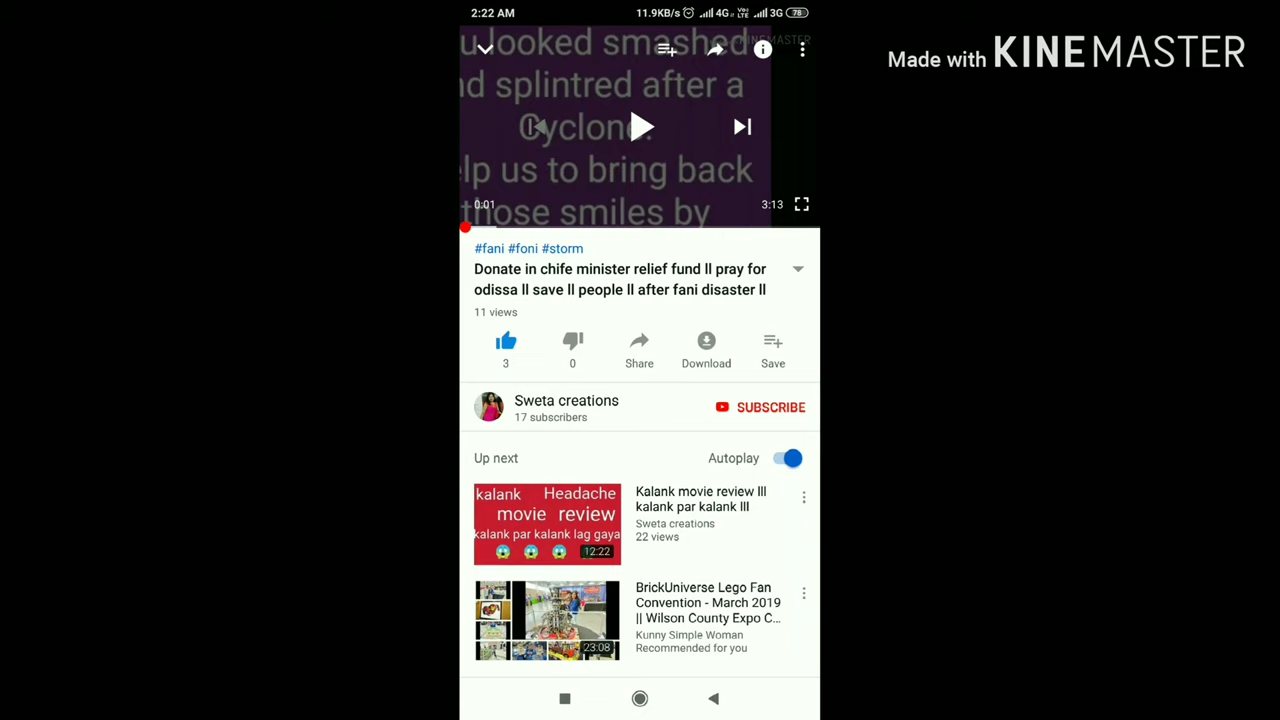 2:22 AM
11.9KB/s 4G VoLTE 3G 78
Made with KINEMASTER
u looked smashed
nd splintred after a
Cyclone.
lp us to bring back
those smiles by
0:01
3:13
#fani #foni #storm
Donate in chife minister relief fund ll pray for
odissa ll save ll people ll after fani disaster ll
11 views
3
0
Share
Download
Save
Sweta creations
17 subscribers
SUBSCRIBE
Up next
Autoplay
kalank Headache
movie review
kalank par kalank lag gaya
12:22
Kalank movie review lll
kalank par kalank lll
Sweta creations
22 views
23:08
BrickUniverse Lego Fan
Convention - March 2019
|| Wilson County Expo C...
Kunny Simple Woman
Recommended for you